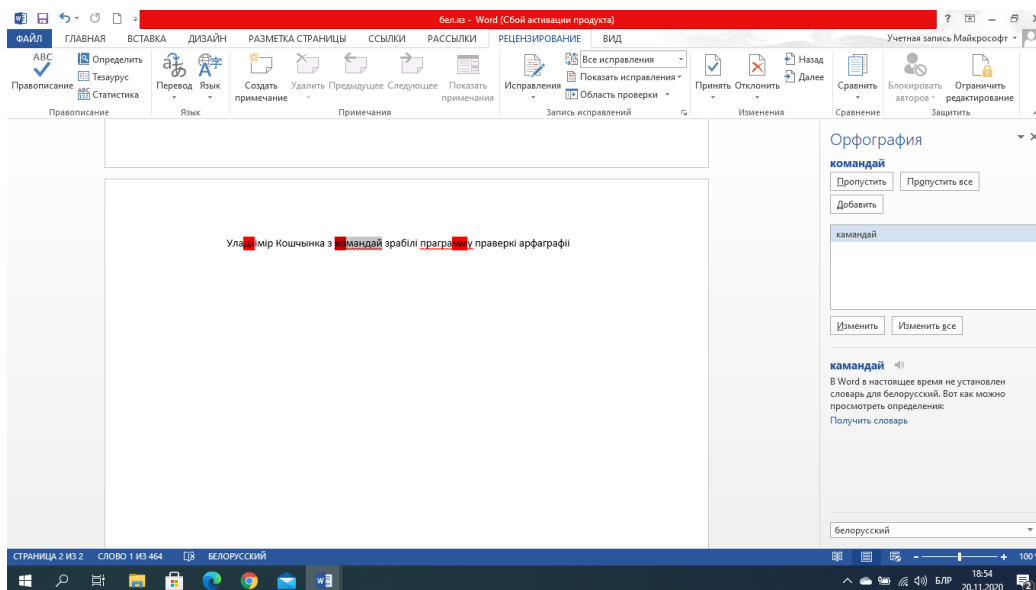 бел.яз - Word (Сбой активации продукта)
ФАЙЛ ГЛАВНАЯ ВСТАВКА ДИЗАЙН РАЗМЕТКА СТРАНИЦЫ ССЫЛКИ РАССЫЛКИ РЕЦЕНЗИРОВАНИЕ ВИД Учетная запись Майкрософт
ABC Правописание
Определить
Тезаурус
ABC 123 Статистика
Перевод Язык
Создать примечание
Удалить Предыдущее Следующее
Показать примечания
Исправления
Все исправления
Показать исправления
Область проверки
Принять Отклонить
Назад
Далее
Сравнить
Блокировать авторов
Ограничить редактирование
Правописание Язык Примечания Запись исправлений Изменения Сравнение Защитить
Уладзімір Кошчынка з командай зрабілі праграмму праверкі арфаграфіі
Орфография
командай
Пропустить Пропустить все
Добавить
камандай
Изменить Изменить все
камандай
В Word в настоящее время не установлен
словарь для белорусский. Вот как можно
просмотреть определения:
Получить словарь
белорусский
СТРАНИЦА 2 ИЗ 2 СЛОВО 1 ИЗ 464 БЕЛОРУССКИЙ 100
БЛР 18:54
20.11.2020